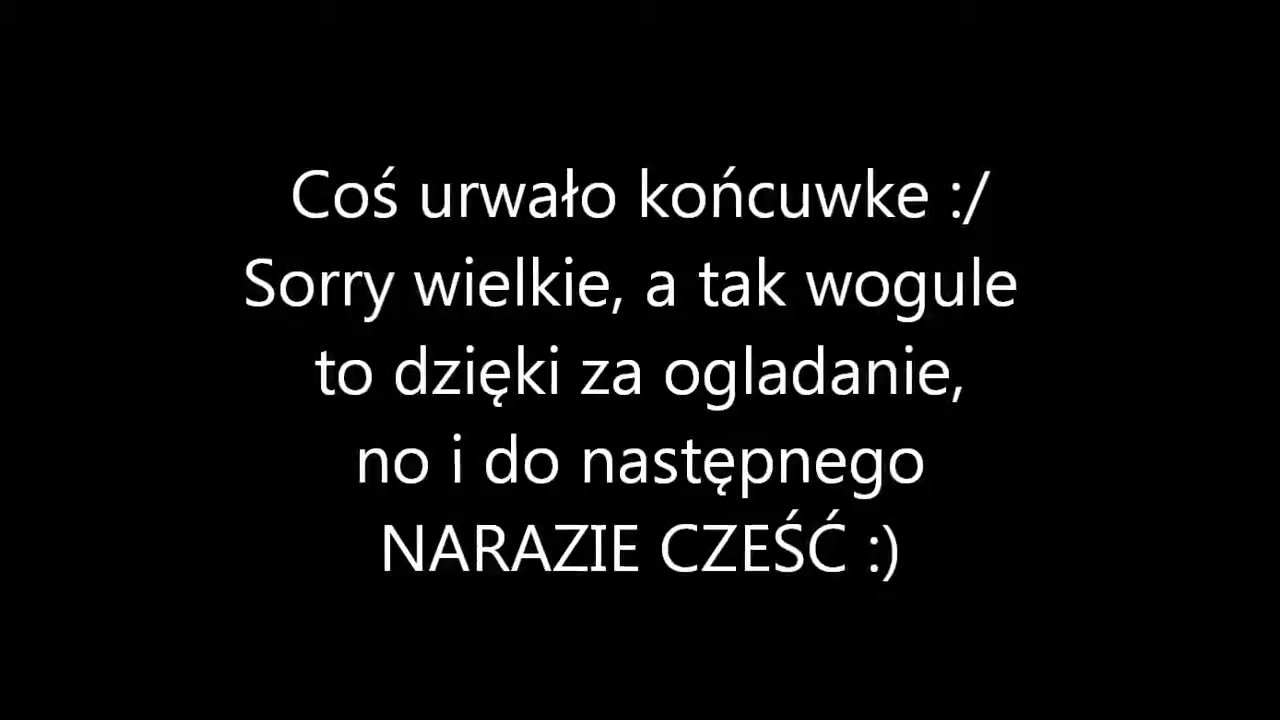 Coś urwało końcuwke :/
Sorry wielkie, a tak wogule
to dzięki za ogladanie,
no i do następnego
NARAZIE CZEŚĆ :)